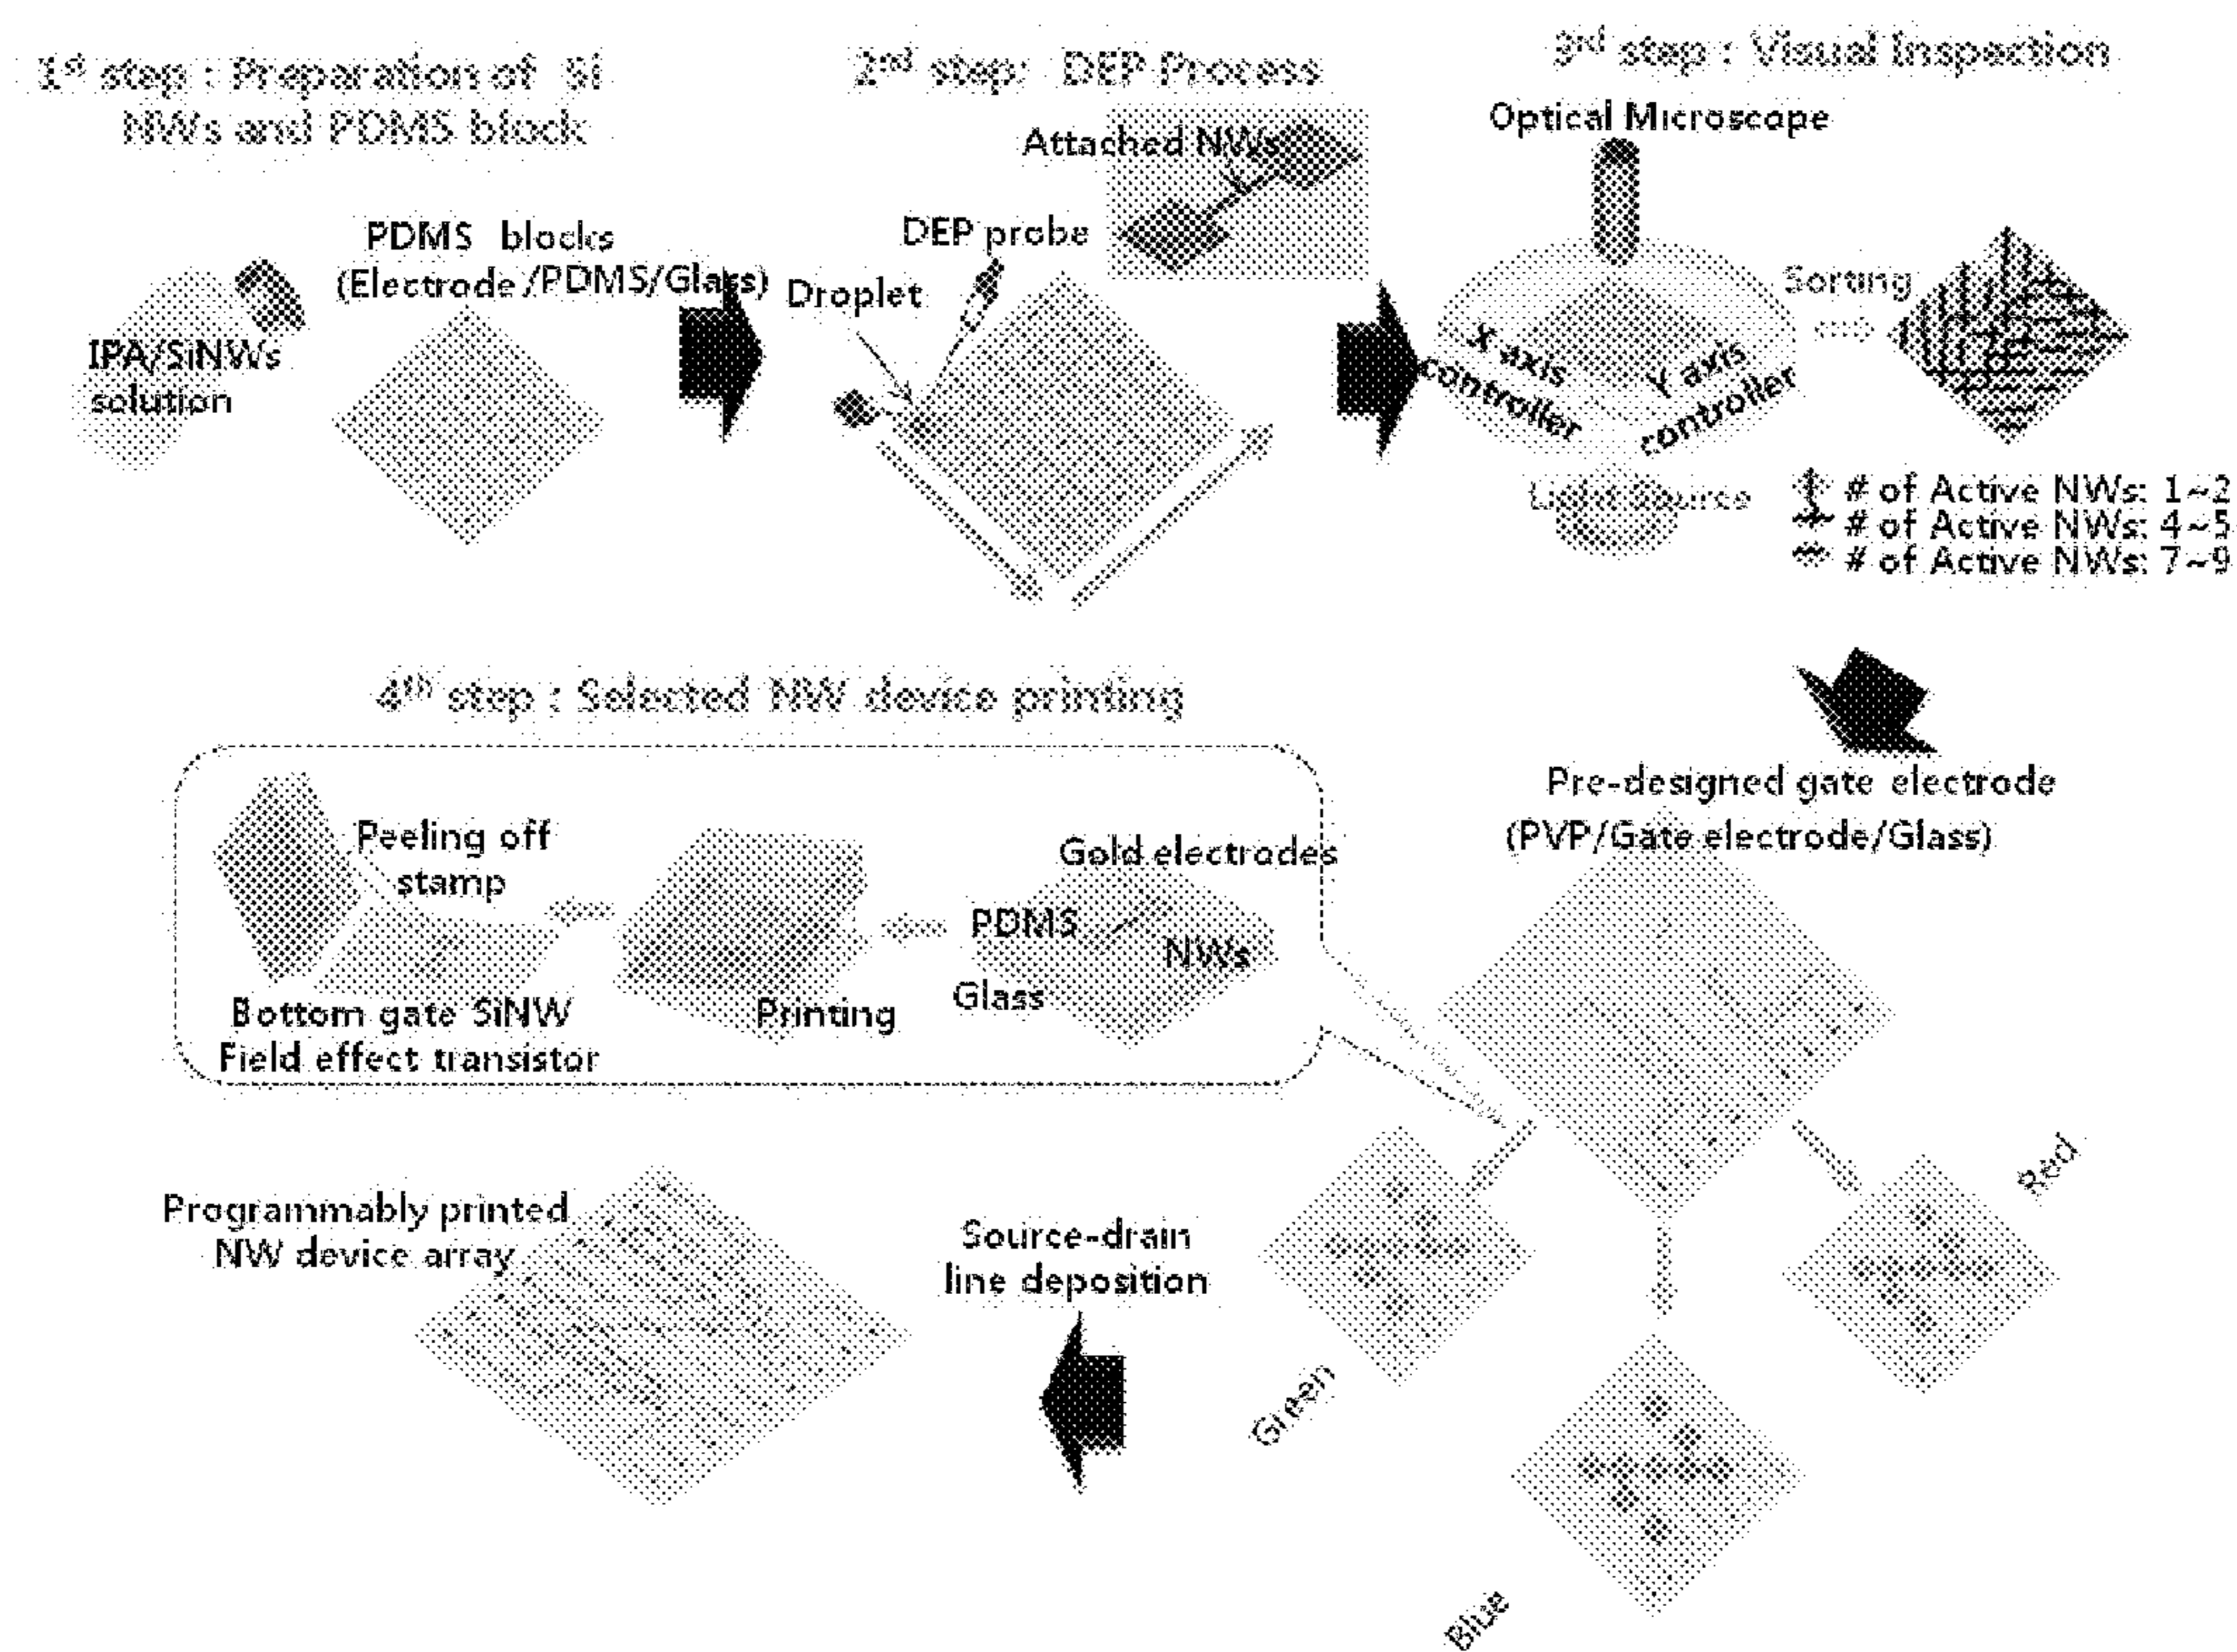 1st step : Preparation of Si
NWs and PDMS block
PDMS blocks
(Electrode/PDMS/Glass)
IPA/SiNWs
solution
2nd step: DEP Process
Attached NWs
DEP probe
Droplet
3rd step : Visual Inspection
Optical Microscope
X axis
controller
Y axis
controller
Light Source
Sorting
# of Active NWs: 1~2
# of Active NWs: 4~5
# of Active NWs: 7~9
4th step : Selected NW device printing
Peeling off
stamp
Bottom gate SiNW
Field effect transistor
Printing
Gold electrodes
PDMS
NWs
Glass
Pre-designed gate electrode
(PVP/Gate electrode/Glass)
Red
Green
Blue
Source-drain
line deposition
Programmably printed
NW device array